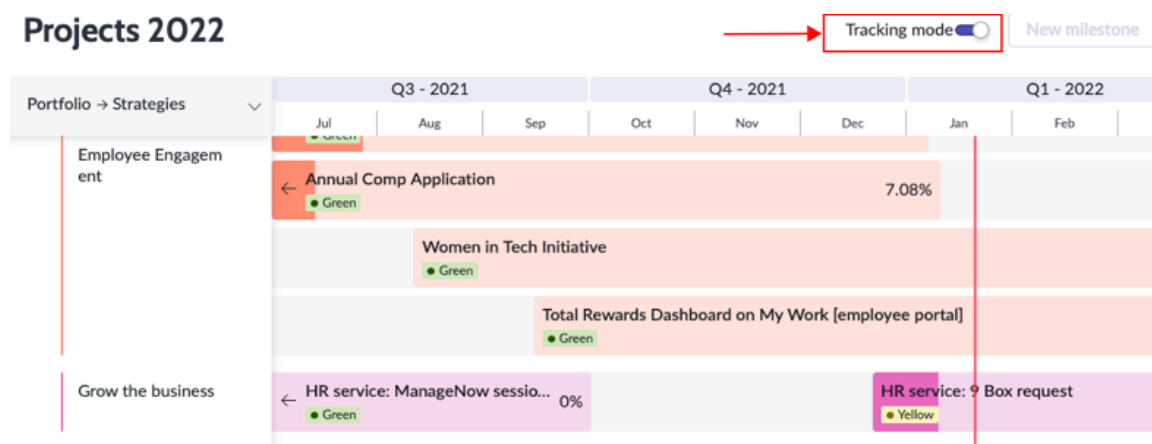 Projects 2022
Tracking mode
New milestone
Portfolio → Strategies
Q3 - 2021
Q4 - 2021
Q1 - 2022
Jul
Aug
Sep
Oct
Nov
Dec
Jan
Feb
Green
Employee Engagem
ent
Annual Comp Application
7.08%
Green
Women in Tech Initiative
Green
Total Rewards Dashboard on My Work [employee portal]
Green
Grow the business
HR service: ManageNow sessio...
0%
Green
HR service: 9 Box request
Yellow